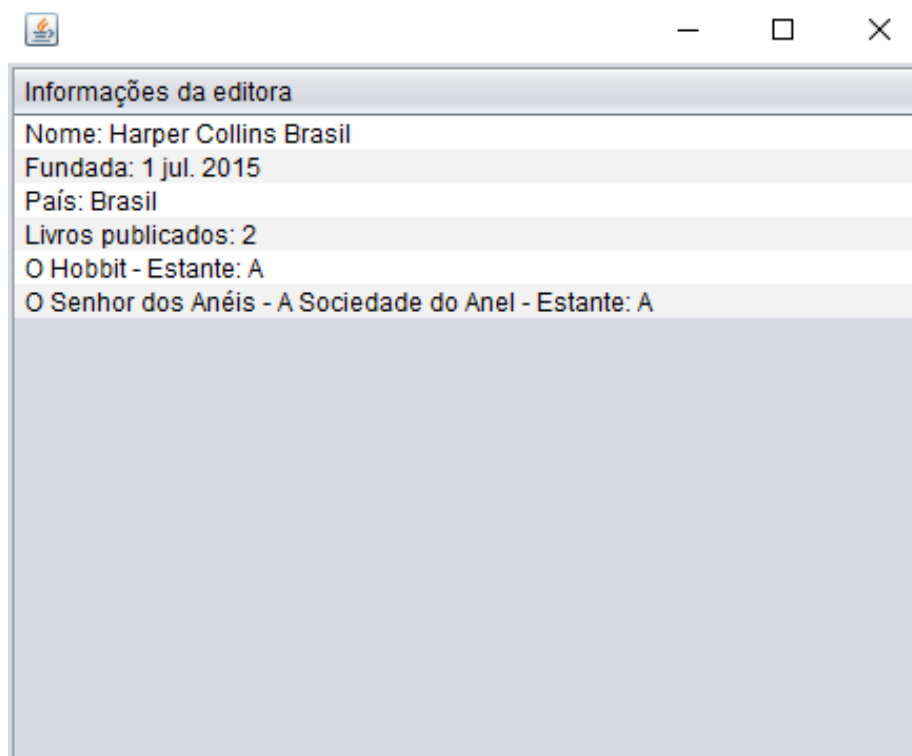 Informações da editora
Nome: Harper Collins Brasil
Fundada: 1 jul. 2015
País: Brasil
Livros publicados: 2
O Hobbit - Estante: A
O Senhor dos Anéis - A Sociedade do Anel - Estante: A